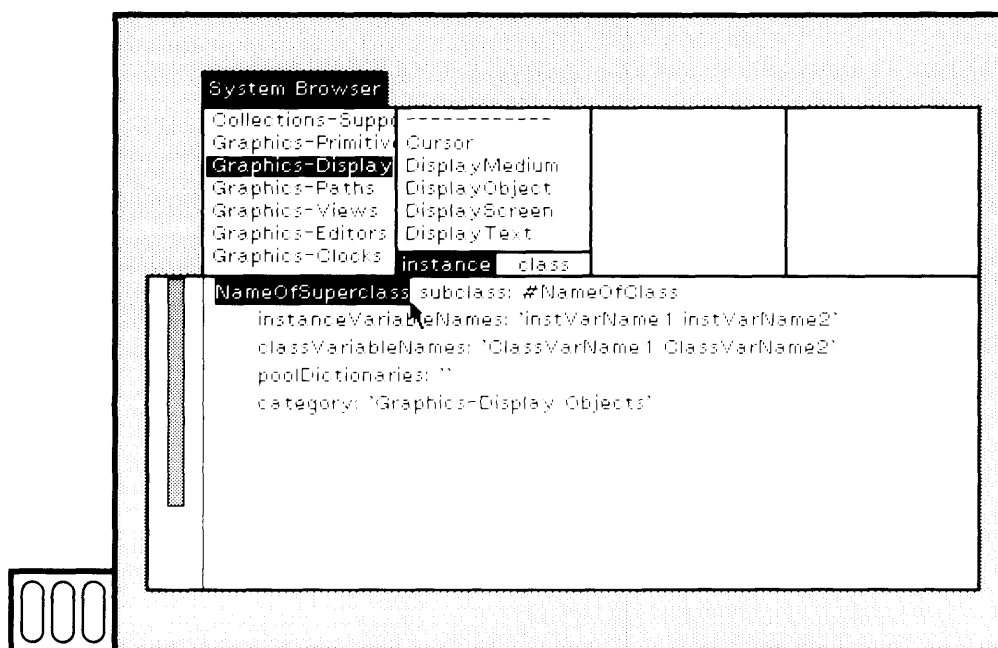 System Browser
Collections-Suppo
Graphics-Primitiv
Graphics-Display
Graphics-Paths
Graphics-Views
Graphics-Editors
Graphics-Clocks
------------
Cursor
DisplayMedium
DisplayObject
DisplayScreen
DisplayText
instance class
NameOfSuperclass subclass: #NameOfClass
instanceVariableNames: 'instVarName1 instVarName2'
classVariableNames: 'ClassVarName1 ClassVarName2'
poolDictionaries: ''
category: 'Graphics-Display Objects'